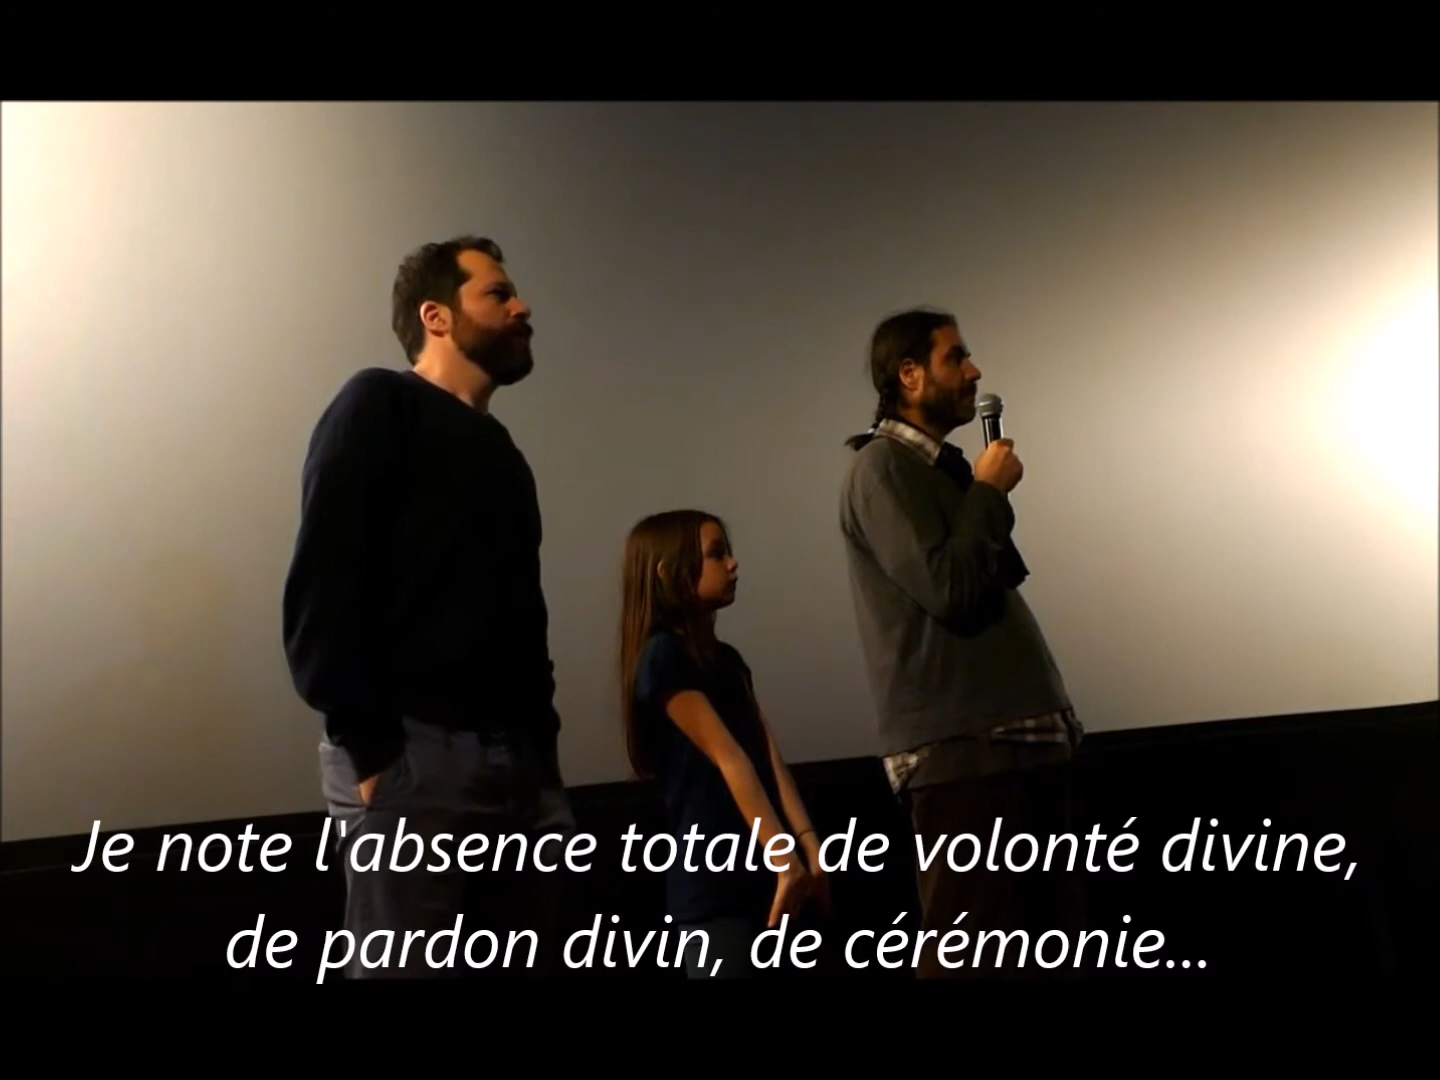 Je note l'absence totale de volonté divine,
de pardon divin, de cérémonie...